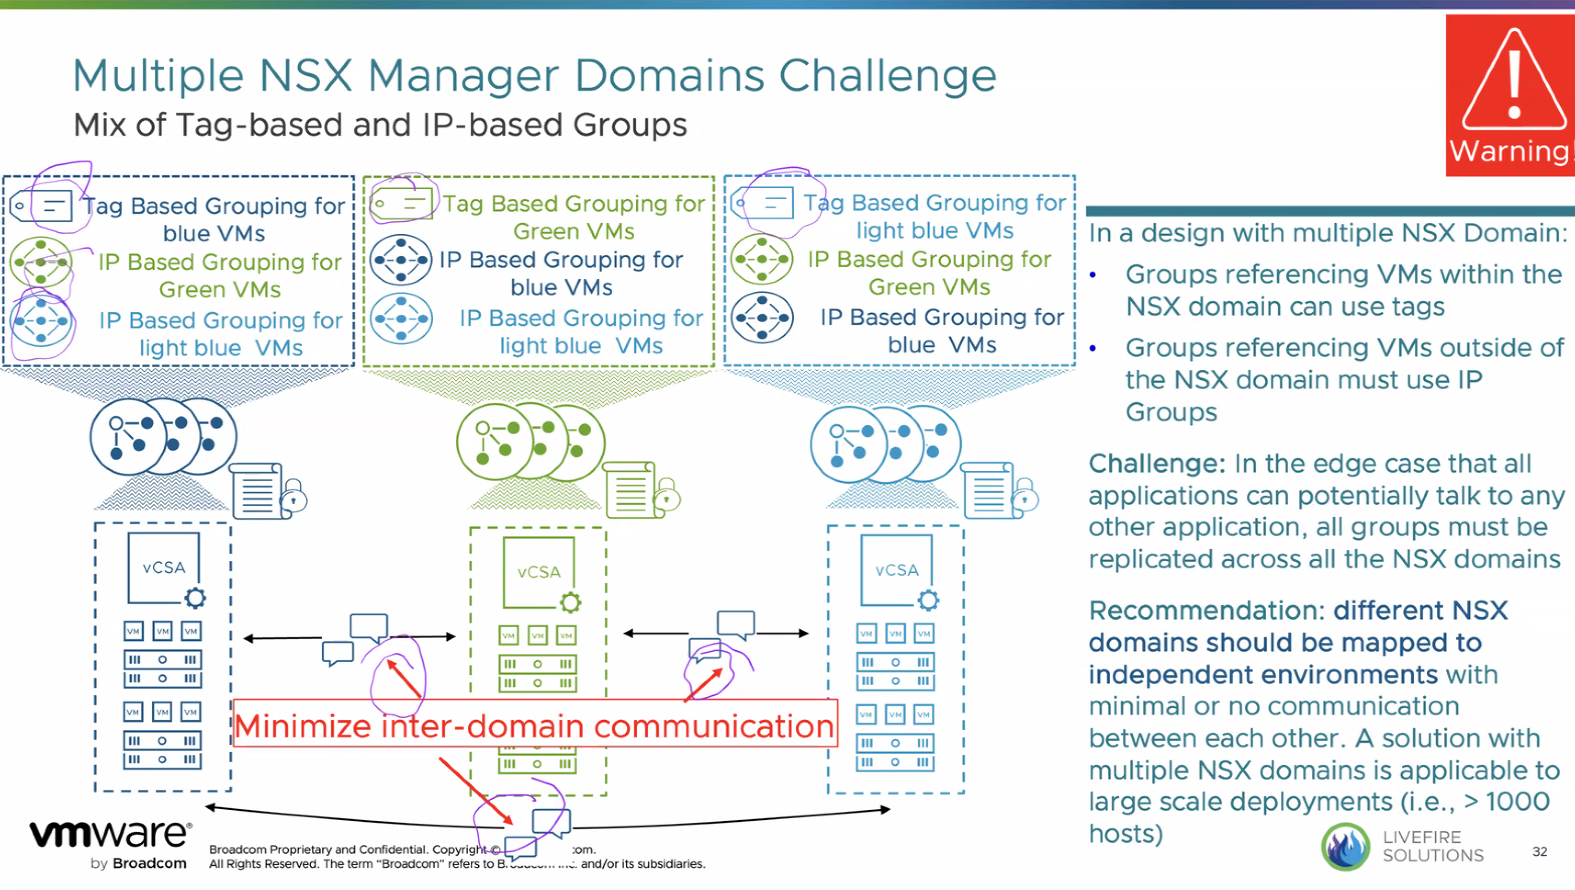 Multiple NSX Manager Domains Challenge
Mix of Tag-based and IP-based Groups
Warning!
Tag Based Grouping for
blue VMs
IP Based Grouping for
Green VMs
IP Based Grouping for
light blue VMs
Tag Based Grouping for
Green VMs
IP Based Grouping for
blue VMs
IP Based Grouping for
light blue VMs
Tag Based Grouping for
light blue VMs
IP Based Grouping for
Green VMs
IP Based Grouping for
blue VMs
vCSA
VM VM VM
VM VM VM
vCSA
VM VM VM
vCSA
VM VM VM
VM VM VM
Minimize inter-domain communication
In a design with multiple NSX Domain:
• Groups referencing VMs within the
NSX domain can use tags
• Groups referencing VMs outside of
the NSX domain must use IP
Groups
Challenge: In the edge case that all
applications can potentially talk to any
other application, all groups must be
replicated across all the NSX domains
Recommendation: different NSX
domains should be mapped to
independent environments with
minimal or no communication
between each other. A solution with
multiple NSX domains is applicable to
large scale deployments (i.e., > 1000
hosts)
vmware®
by Broadcom
Broadcom Proprietary and Confidential. Copyright © com.
All Rights Reserved. The term “Broadcom” refers to Inc. and/or its subsidiaries.
LIVEFIRE
SOLUTIONS
32